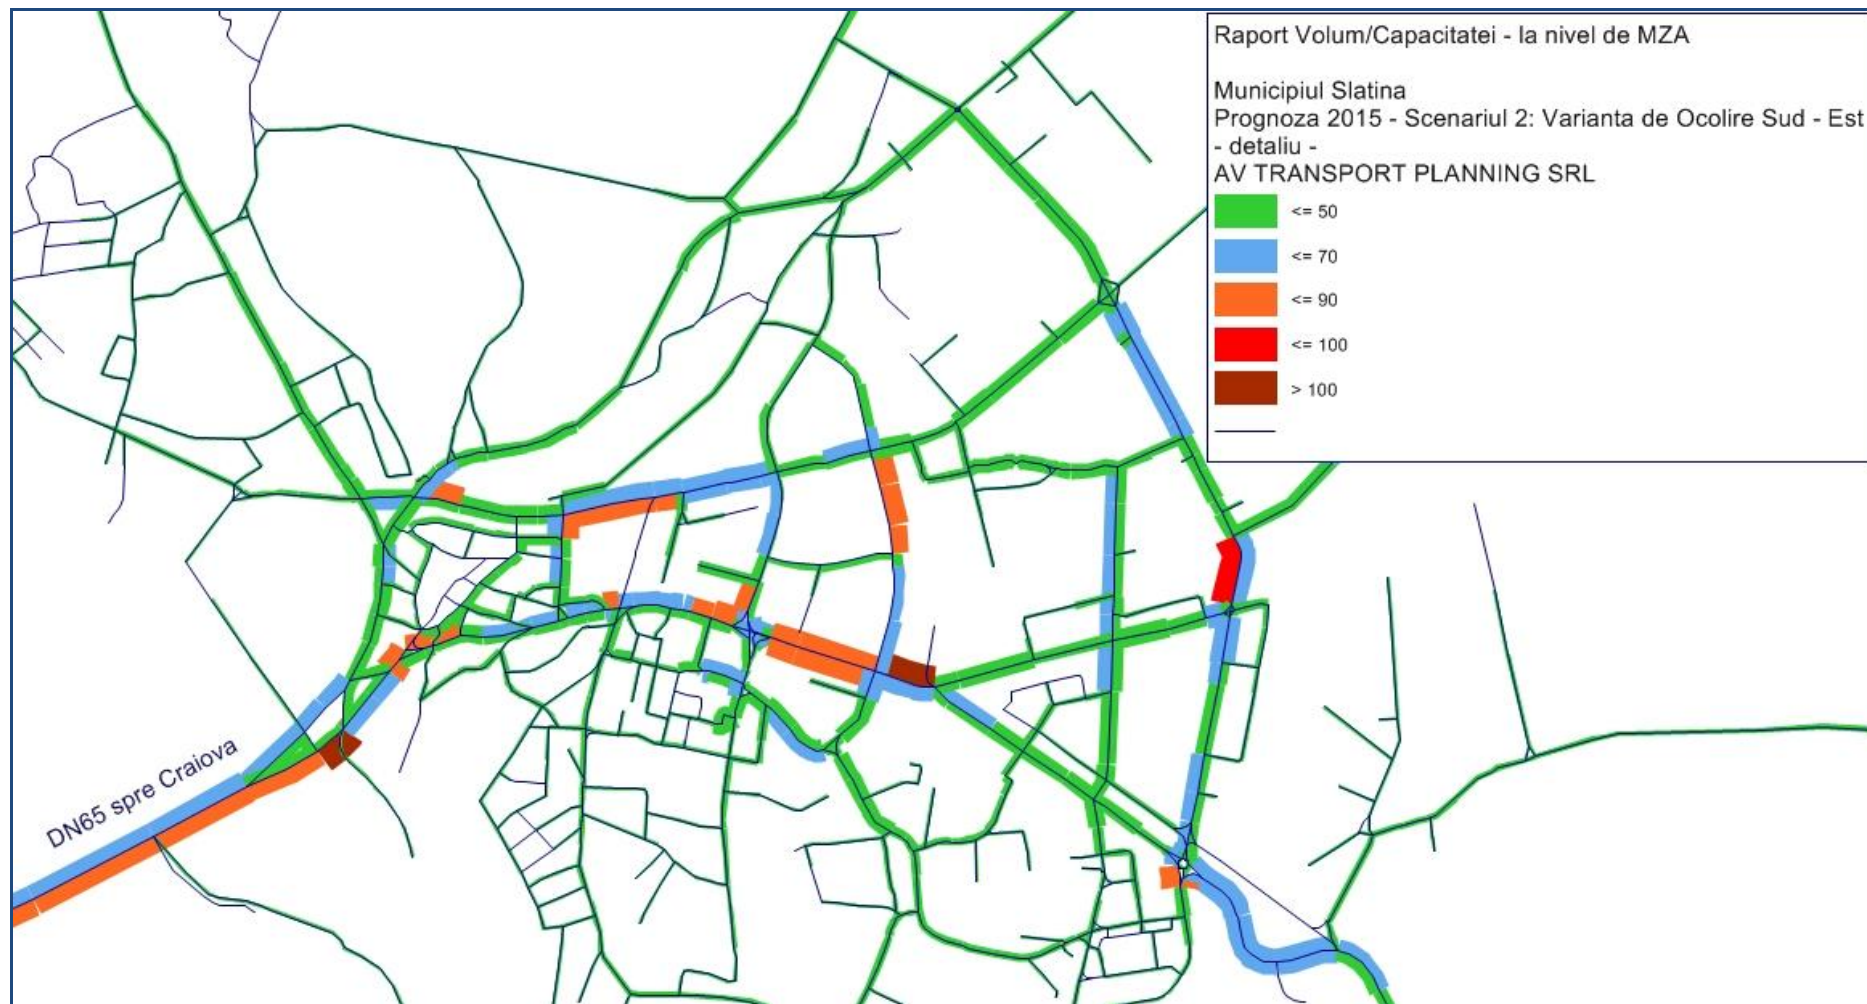 Raport Volum/Capacitatei - la nivel de MZA
Municipiul Slatina
Prognoza 2015 - Scenariul 2: Varianta de Ocolire Sud - Est
- detaliu -
AV TRANSPORT PLANNING SRL
<= 50
<= 70
<= 90
<= 100
> 100
DN65 spre Craiova